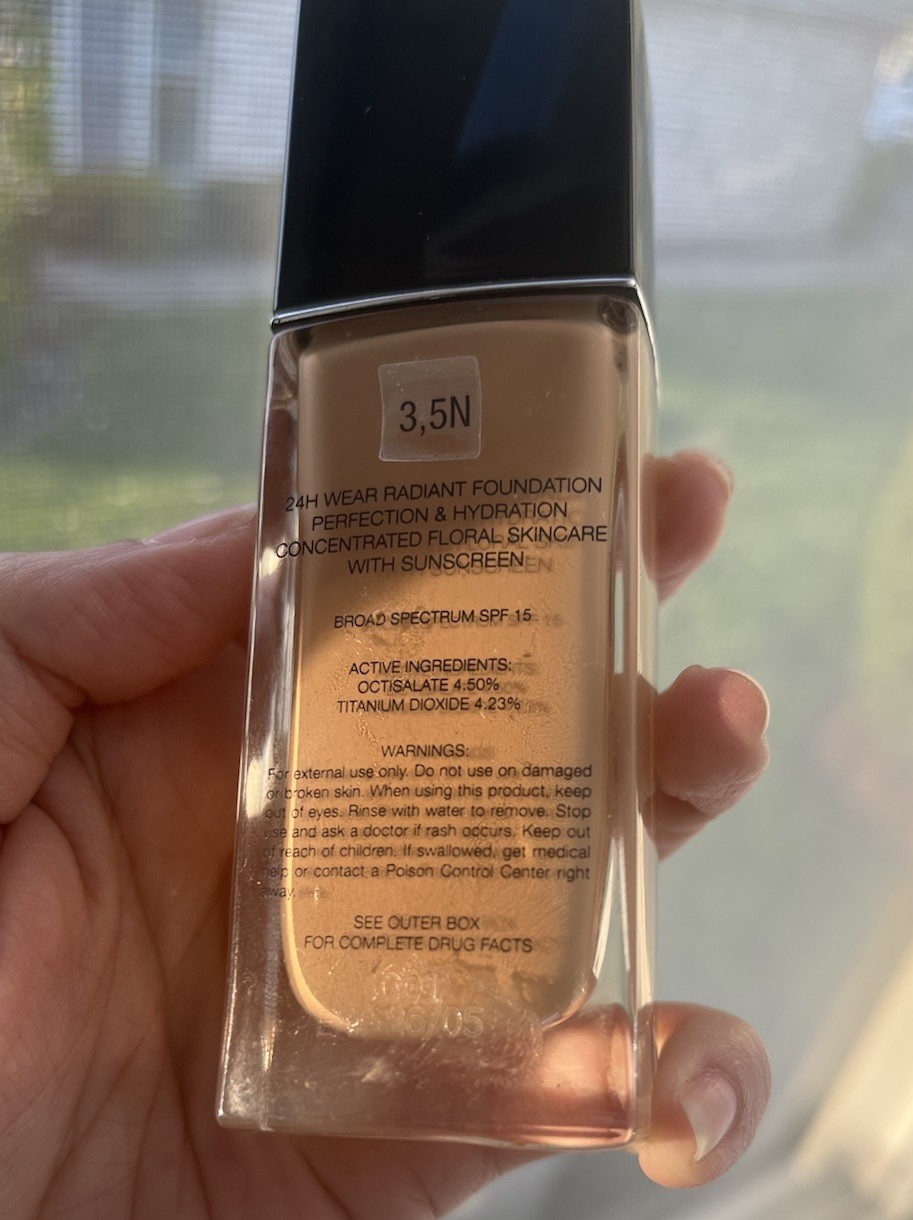 3,5N
24H WEAR RADIANT FOUNDATION
PERFECTION & HYDRATION
CONCENTRATED FLORAL SKINCARE
WITH SUNSCREEN
BROAD SPECTRUM SPF 15
ACTIVE INGREDIENTS:
OCTISALATE 4.50%
TITANIUM DIOXIDE 4.23%
WARNINGS:
For external use only. Do not use on damaged
or broken skin. When using this product, keep
out of eyes. Rinse with water to remove. Stop
use and ask a doctor if rash occurs. Keep out
of reach of children. If swallowed, get medical
help or contact a Poison Control Center right
away.
SEE OUTER BOX
FOR COMPLETE DRUG FACTS